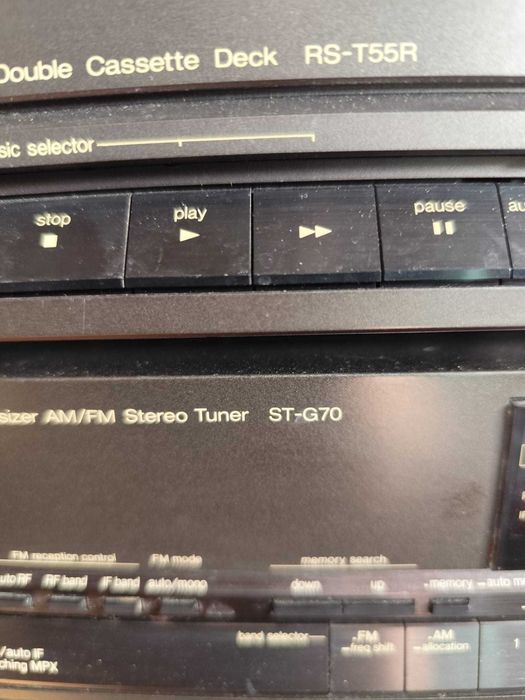 Double Cassette Deck RS-T55R
sic selector
stop play pause au
sizer AM/FM Stereo Tuner ST-G70
FM reception control FM mode memory search
uto RF RF band IF band auto/mono down up memory auto m
band selector FM AM 1
/auto IF freq shift allocation
ching MPX